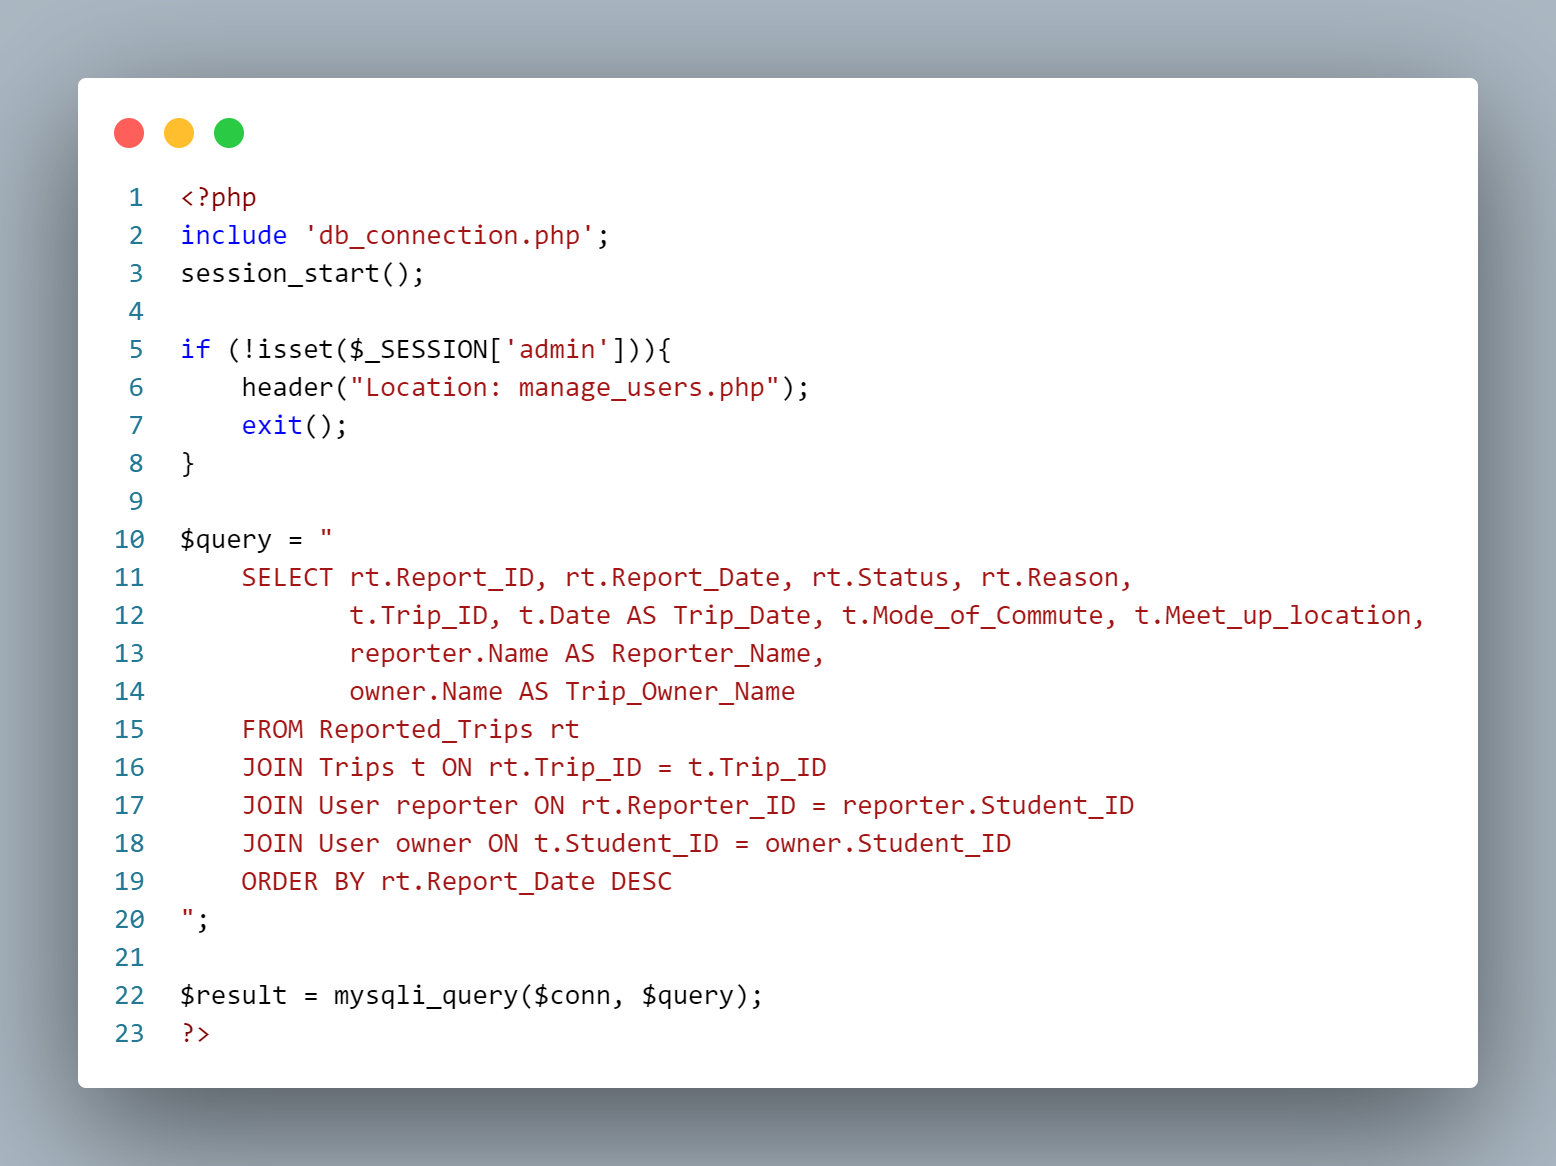 1 <?php
2 include 'db_connection.php';
3 session_start();
4
5 if (!isset($_SESSION['admin'])){
6     header("Location: manage_users.php");
7     exit();
8 }
9
10 $query = "
11     SELECT rt.Report_ID, rt.Report_Date, rt.Status, rt.Reason,
12            t.Trip_ID, t.Date AS Trip_Date, t.Mode_of_Commute, t.Meet_up_location,
13            reporter.Name AS Reporter_Name,
14            owner.Name AS Trip_Owner_Name
15     FROM Reported_Trips rt
16     JOIN Trips t ON rt.Trip_ID = t.Trip_ID
17     JOIN User reporter ON rt.Reporter_ID = reporter.Student_ID
18     JOIN User owner ON t.Student_ID = owner.Student_ID
19     ORDER BY rt.Report_Date DESC
20 ";
21
22 $result = mysqli_query($conn, $query);
23 ?>